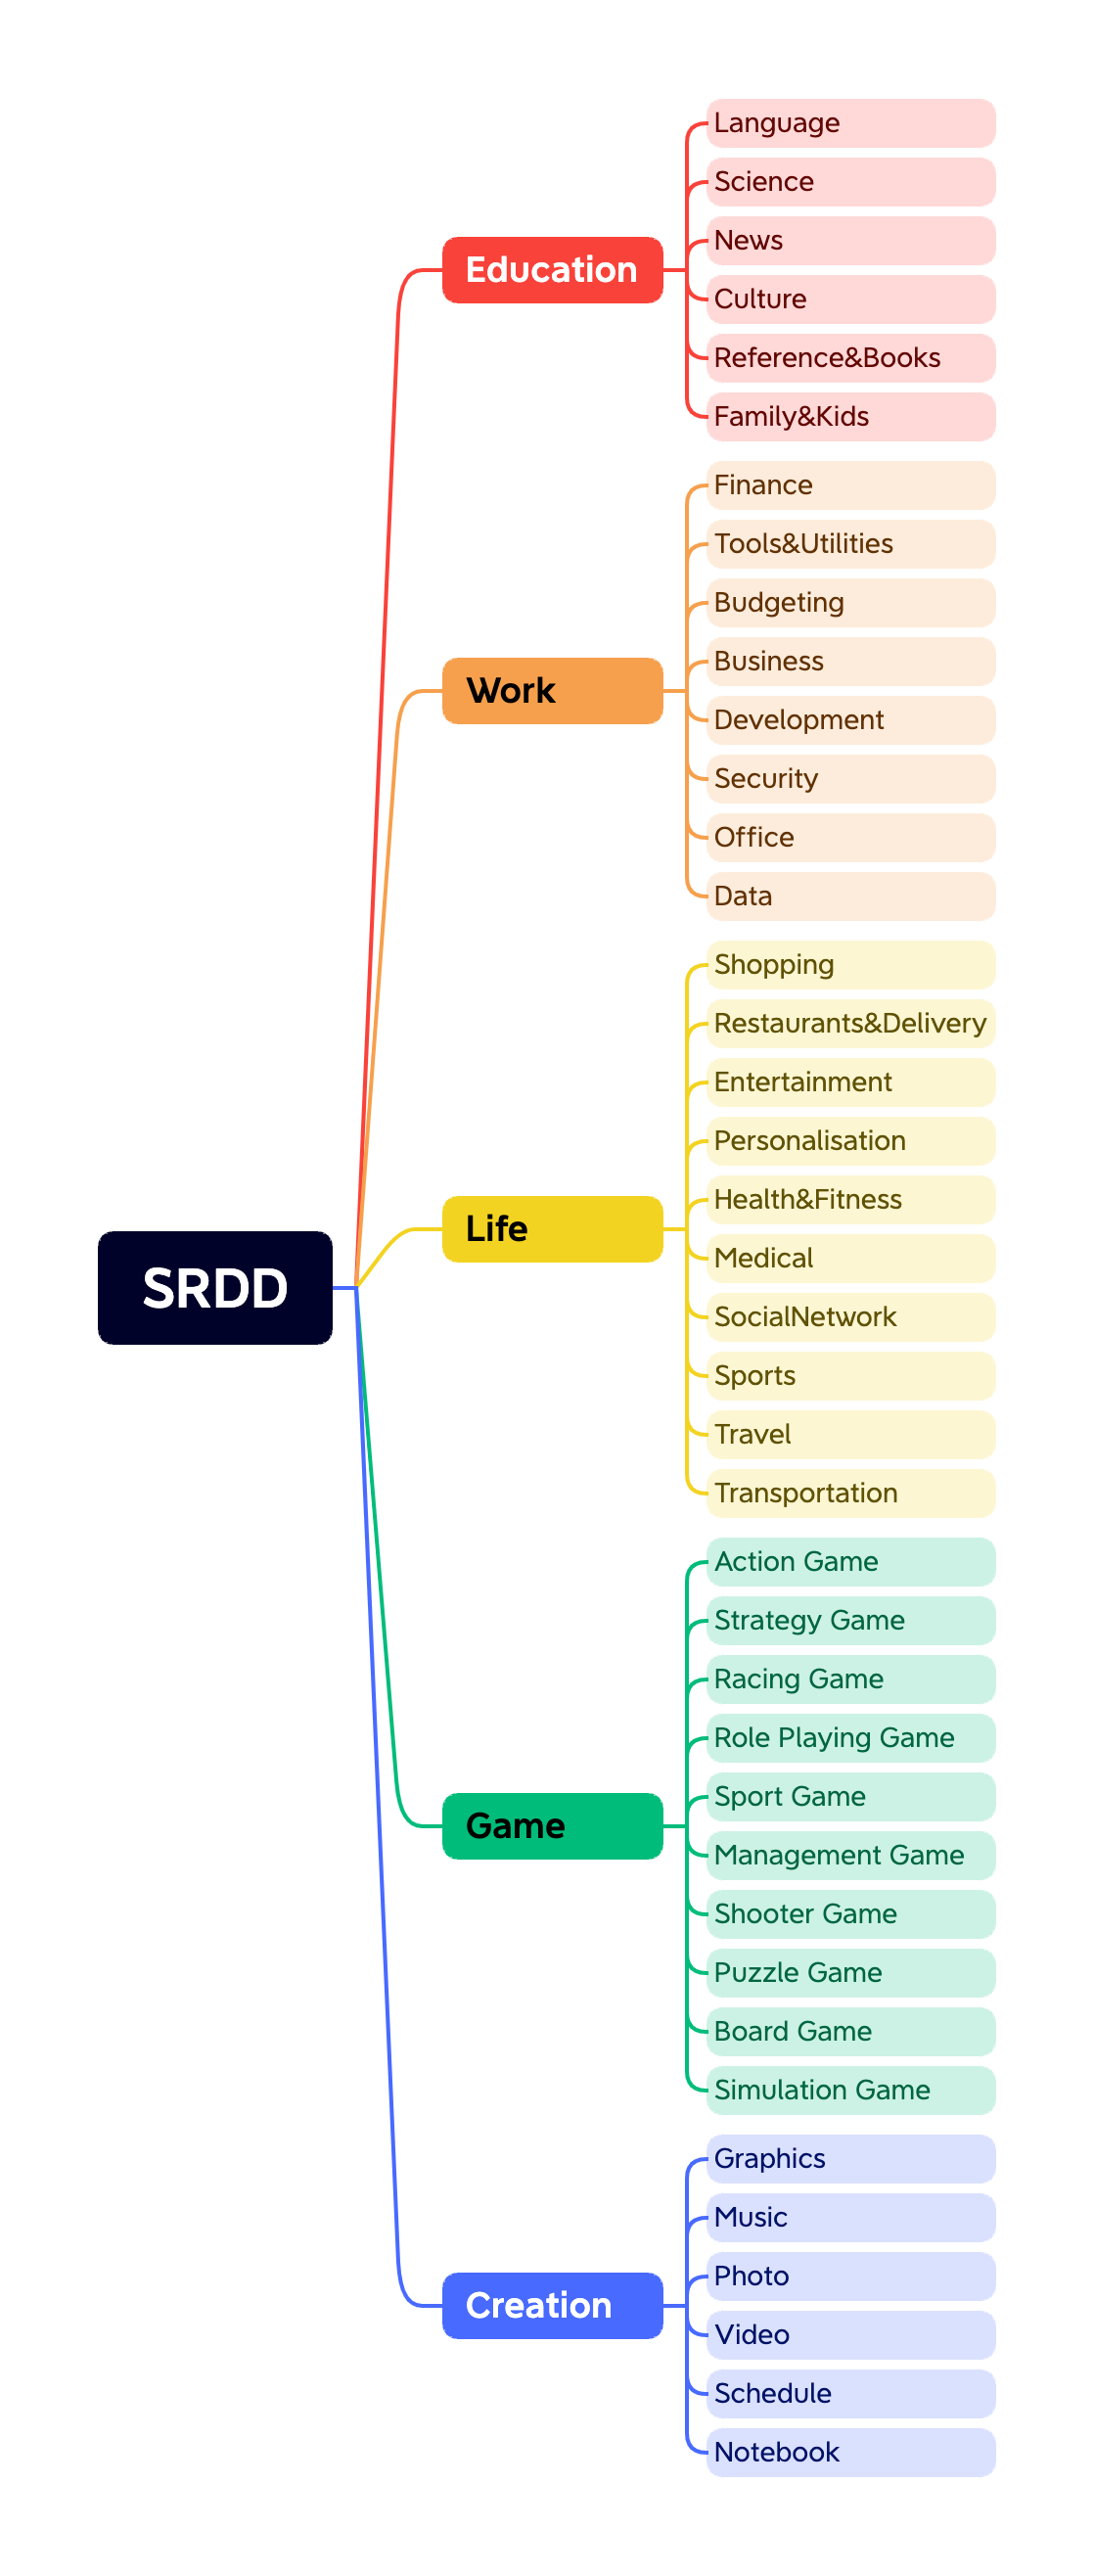 SRDD
Education
Language
Science
News
Culture
Reference&Books
Family&Kids
Work
Finance
Tools&Utilities
Budgeting
Business
Development
Security
Office
Data
Life
Shopping
Restaurants&Delivery
Entertainment
Personalisation
Health&Fitness
Medical
SocialNetwork
Sports
Travel
Transportation
Game
Action Game
Strategy Game
Racing Game
Role Playing Game
Sport Game
Management Game
Shooter Game
Puzzle Game
Board Game
Simulation Game
Creation
Graphics
Music
Photo
Video
Schedule
Notebook